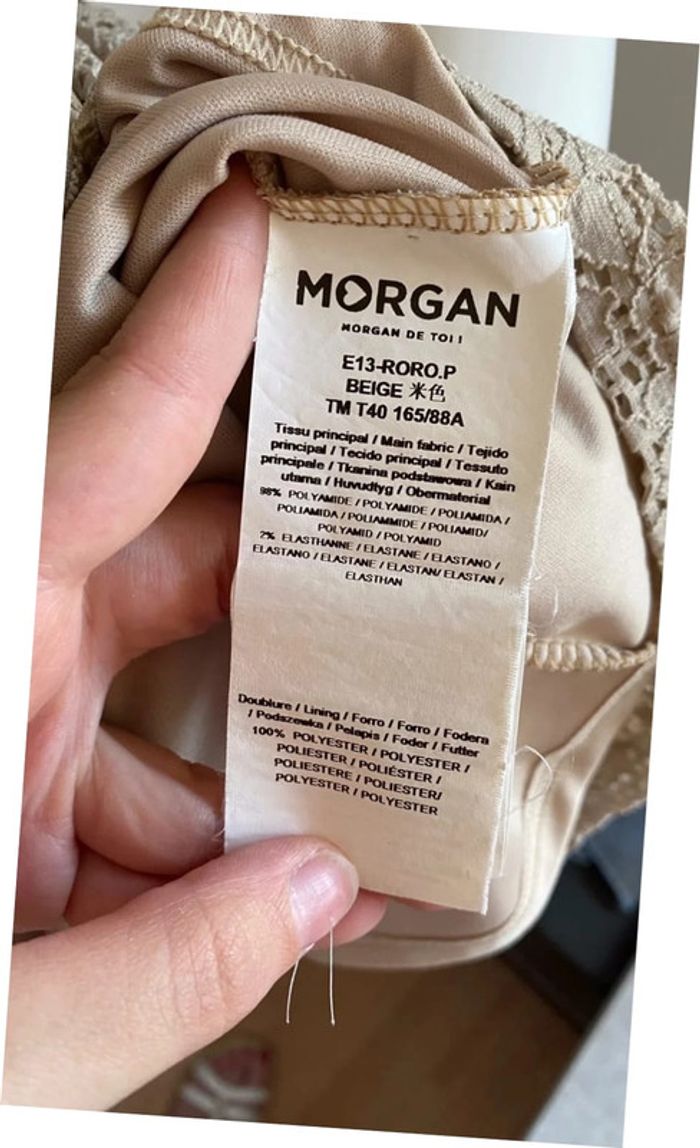 MORGAN
MORGAN DE TOI !
E13-RORO.P
BEIGE 米色
TM T40 165/88A
Tissu principal / Main fabric / Tejido
principal / Tecido principal / Tessuto
principale / Tkanina podstawowa / Kain
utama / Huvudtyg / Obermaterial
98% POLYAMIDE / POLYAMIDE / POLIAMIDA /
POLIAMIDA / POLIAMMIDE / POLIAMID/
POLYAMID / POLYAMID
2% ELASTHANNE / ELASTANE / ELASTANO /
ELASTANO / ELASTANE / ELASTAN/ ELASTAN /
ELASTHAN
Doublure / Lining / Forro / Forro / Fodera
/ Podszewka / Pelapis / Foder / Futter
100% POLYESTER / POLYESTER /
POLIESTER / POLIÉSTER /
POLIESTERE / POLIESTER/
POLYESTER / POLYESTER